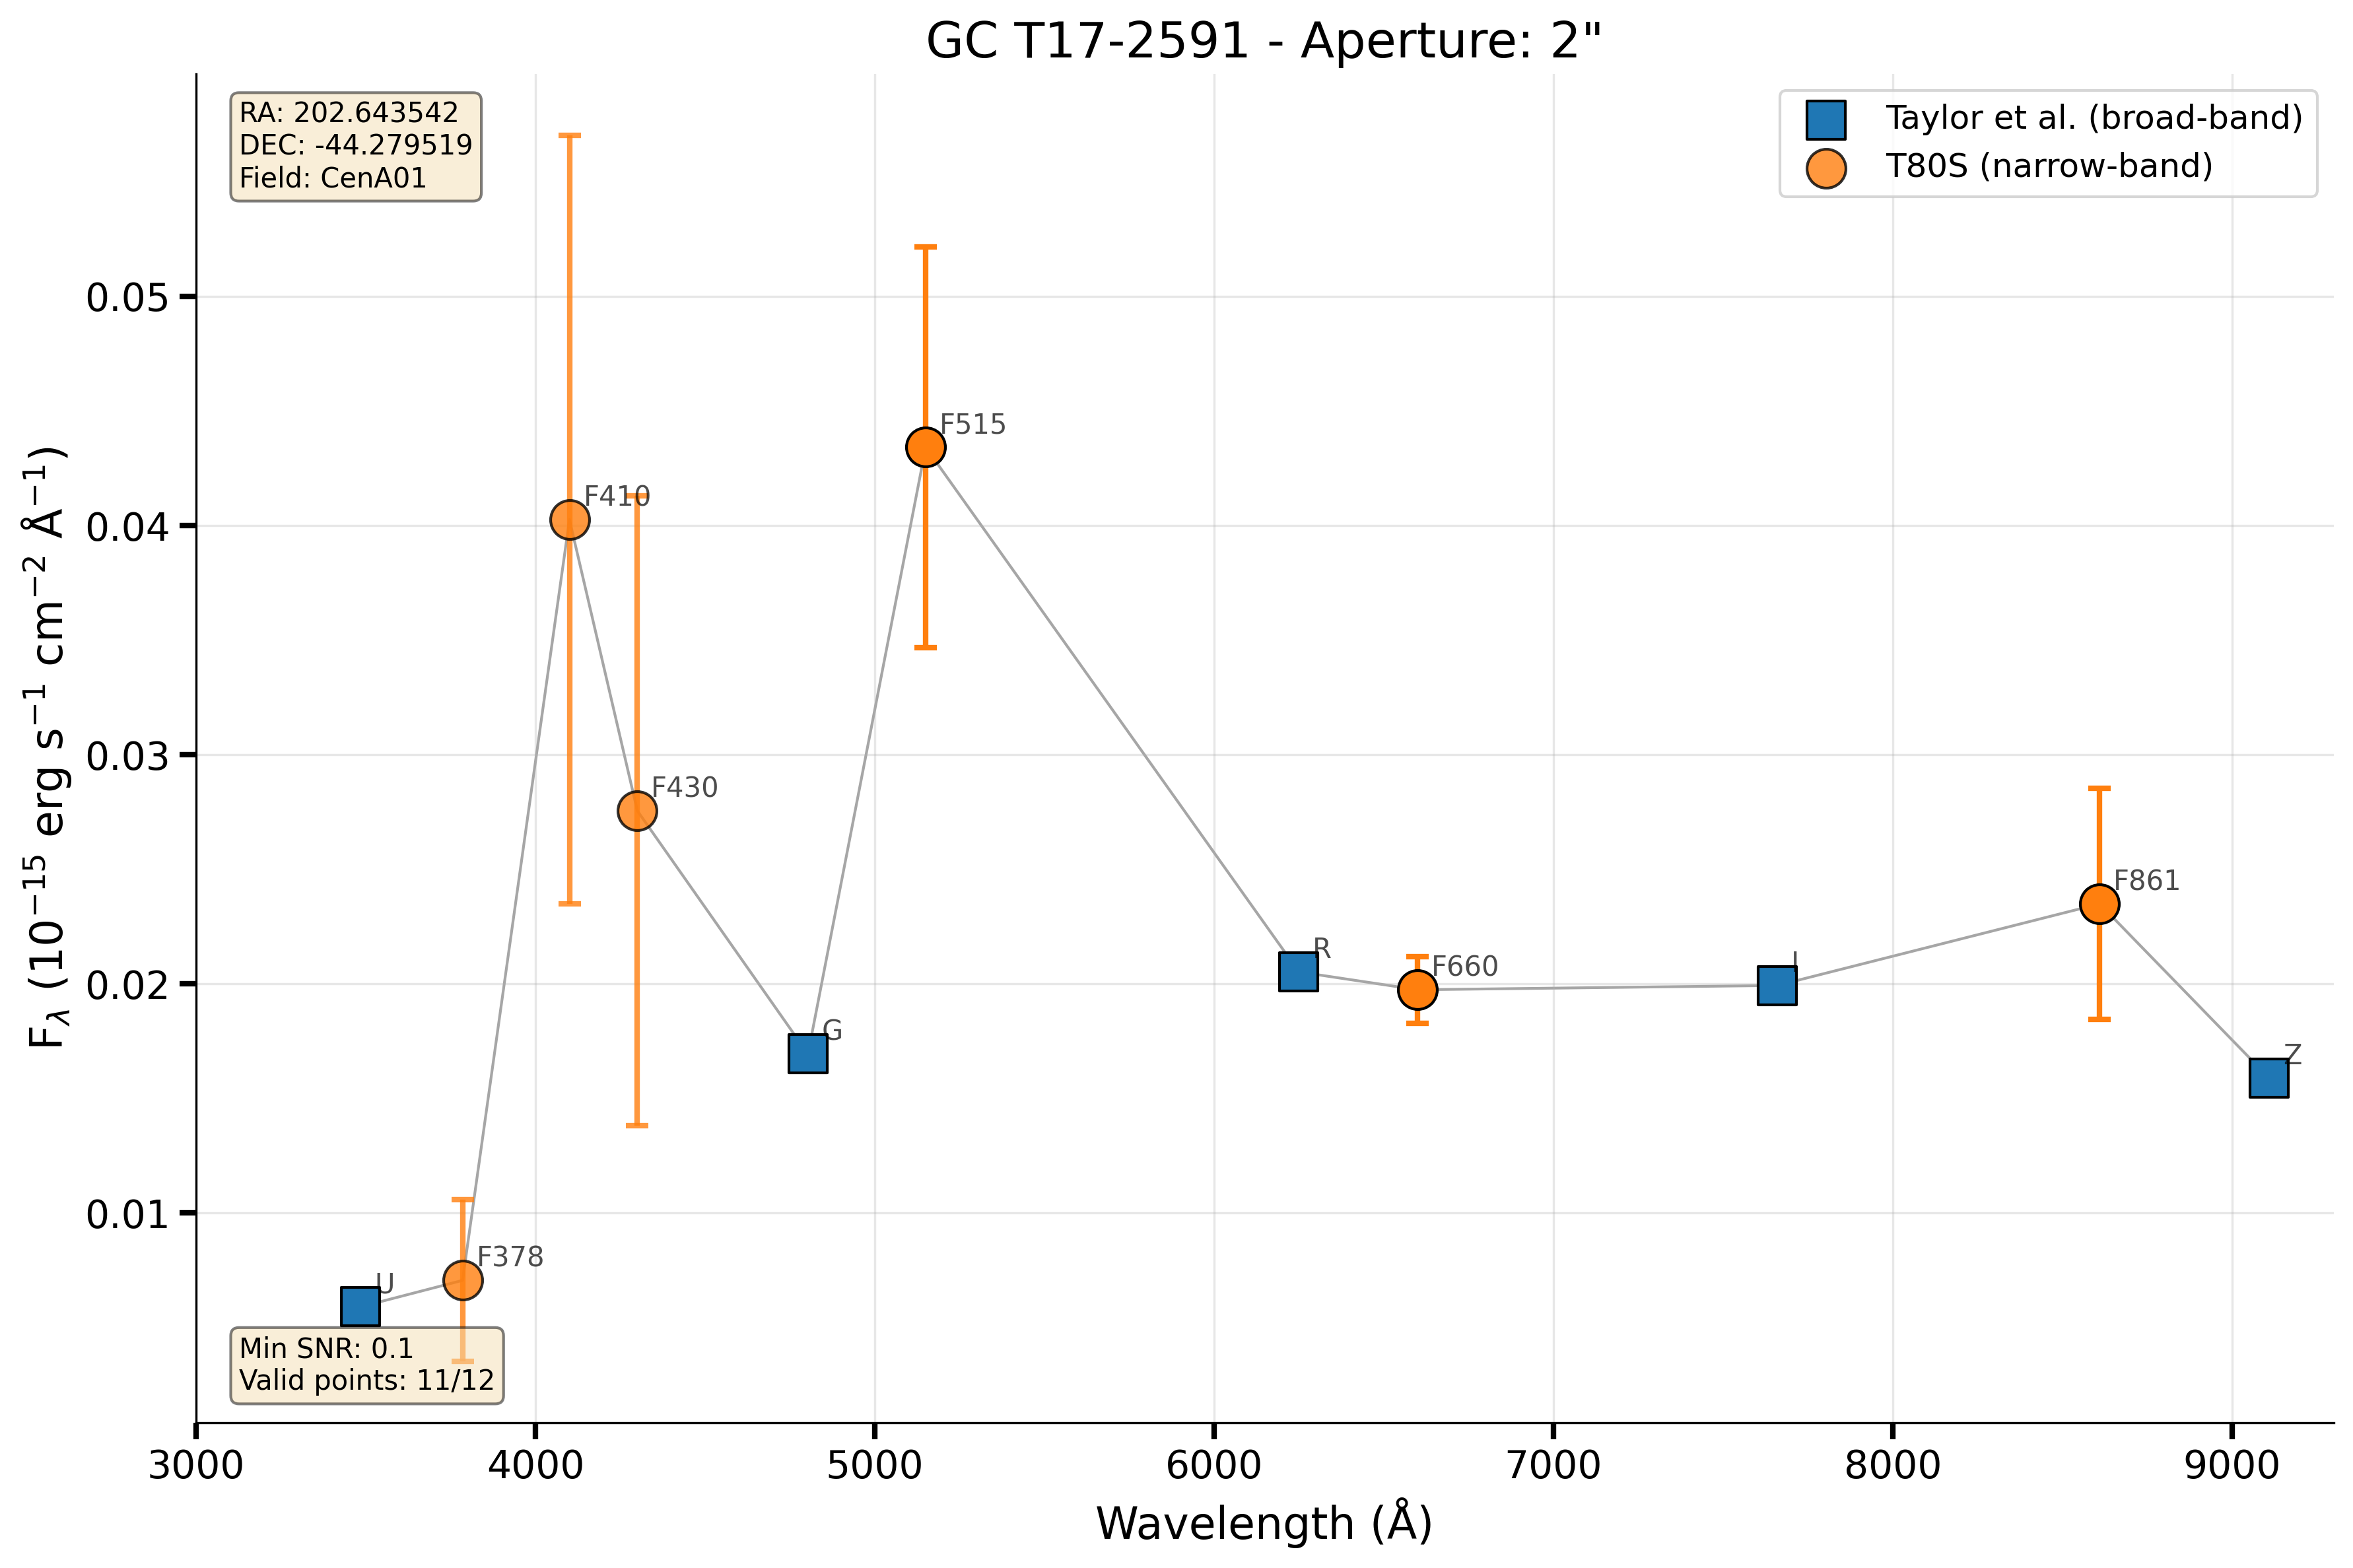 GC T17-2591 - Aperture: 2"
RA: 202.643542
DEC: -44.279519
Field: CenA01
Taylor et al. (broad-band)
T80S (narrow-band)
F_λ (10⁻¹⁵ erg s⁻¹ cm⁻² Å⁻¹)
0.05
0.04
0.03
0.02
0.01
F515
F410
F430
G
R
F660
I
F861
Z
U
F378
Min SNR: 0.1
Valid points: 11/12
3000 4000 5000 6000 7000 8000 9000
Wavelength (Å)